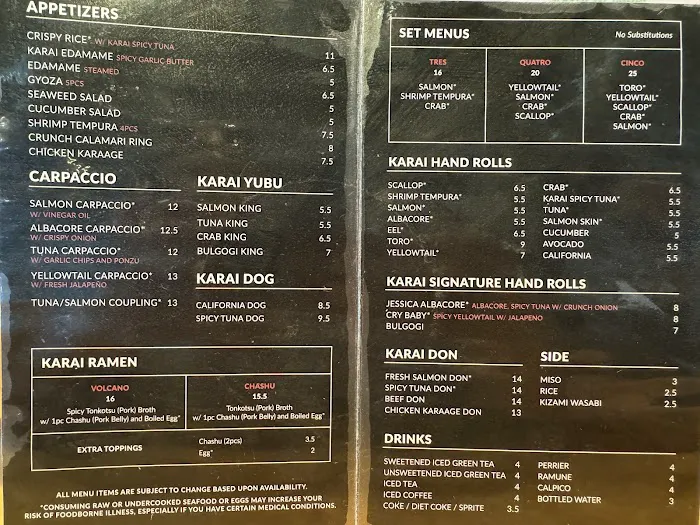 APPETIZERS
CRISPY RICE* W/ KARAI SPICY TUNA 11
KARAI EDAMAME SPICY GARLIC BUTTER 6.5
EDAMAME STEAMED 5
GYOZA 5PCS 6.5
SEAWEED SALAD 5
CUCUMBER SALAD 5
SHRIMP TEMPURA 4PCS 7.5
CRUNCH CALAMARI RING 8
CHICKEN KARAAGE 7.5
CARPACCIO
SALMON CARPACCIO* 12
W/ VINEGAR OIL
ALBACORE CARPACCIO* 12.5
W/ CRISPY ONION
TUNA CARPACCIO* 12
W/ GARLIC CHIPS AND PONZU
YELLOWTAIL CARPACCIO* 13
W/ FRESH JALAPEÑO
TUNA/SALMON COUPLING* 13
KARAI YUBU
SALMON KING 5.5
TUNA KING 5.5
CRAB KING 6.5
BULGOGI KING 7
KARAI DOG
CALIFORNIA DOG 8.5
SPICY TUNA DOG 9.5
KARAI RAMEN
VOLCANO
16
Spicy Tonkotsu (Pork) Broth
w/ 1pc Chashu (Pork Belly) and Boiled Egg*
CHASHU
15.5
Tonkotsu (Pork) Broth
w/ 1pc Chashu (Pork Belly) and Boiled Egg*
EXTRA TOPPINGS
Chashu (2pcs) 3.5
Egg* 2
ALL MENU ITEMS ARE SUBJECT TO CHANGE BASED UPON AVAILABILITY.
*CONSUMING RAW OR UNDERCOOKED SEAFOOD OR EGGS MAY INCREASE YOUR
RISK OF FOODBORNE ILLNESS, ESPECIALLY IF YOU HAVE CERTAIN MEDICAL CONDITIONS.
SET MENUS No Substitutions
TRES
16
SALMON*
SHRIMP TEMPURA*
CRAB*
QUATRO
20
YELLOWTAIL*
SALMON*
CRAB*
SCALLOP*
CINCO
25
TORO*
YELLOWTAIL*
SCALLOP*
CRAB*
SALMON*
KARAI HAND ROLLS
SCALLOP* 6.5
SHRIMP TEMPURA* 5.5
SALMON* 5.5
ALBACORE* 5.5
EEL* 6.5
TORO* 9
YELLOWTAIL* 7
CRAB* 6.5
KARAI SPICY TUNA* 5.5
TUNA* 5.5
SALMON SKIN* 5.5
CUCUMBER 5
AVOCADO 5.5
CALIFORNIA 5.5
KARAI SIGNATURE HAND ROLLS
JESSICA ALBACORE* ALBACORE, SPICY TUNA W/ CRUNCH ONION 8
CRY BABY* SPICY YELLOWTAIL W/ JALAPENO 8
BULGOGI 7
KARAI DON
FRESH SALMON DON* 14
SPICY TUNA DON* 14
BEEF DON 14
CHICKEN KARAAGE DON 13
SIDE
MISO 3
RICE 2.5
KIZAMI WASABI 2.5
DRINKS
SWEETENED ICED GREEN TEA 4
UNSWEETENED ICED GREEN TEA 4
ICED TEA 4
ICED COFFEE 4
COKE / DIET COKE / SPRITE 3.5
PERRIER 4
RAMUNE 4
CALPICO 4
BOTTLED WATER 3